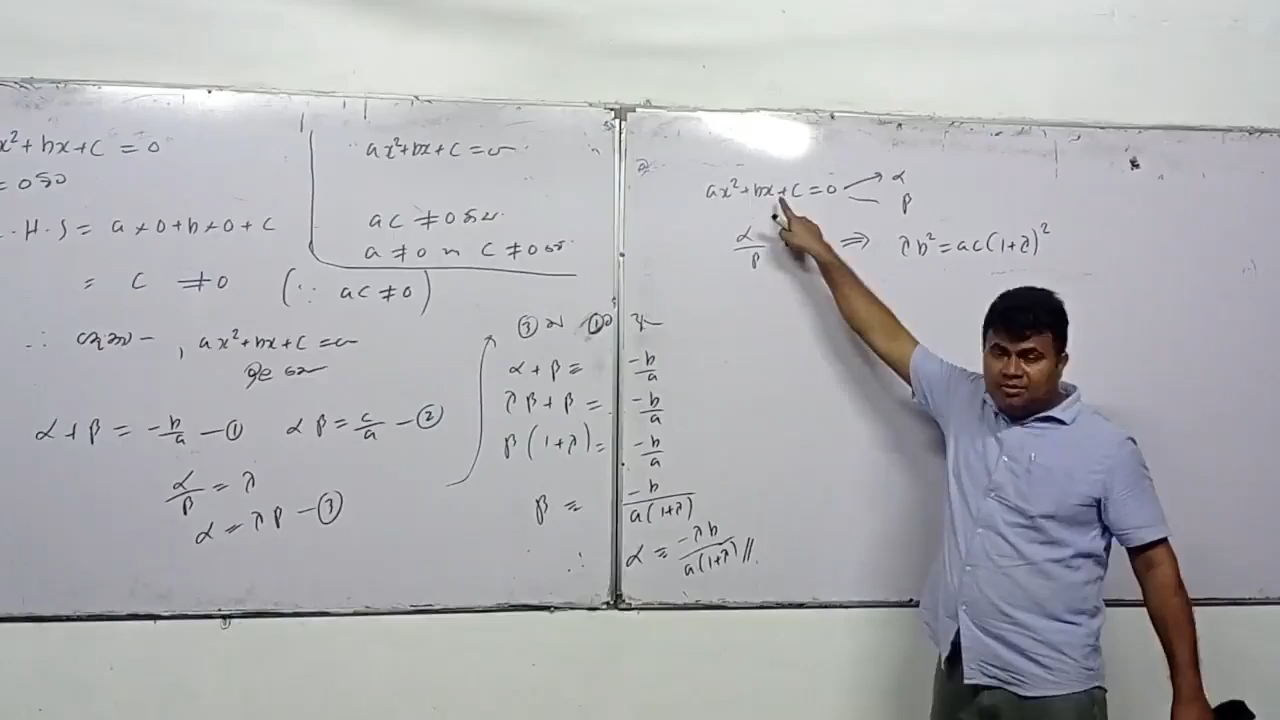 x²+bx+c=0
.H.S = a×0+b×0+c
= c ≠0 (∵ ac≠0)
∴ , ax²+bx+c=0
α+β = -b/a —① αβ = c/a —②
α/β = λ
α = λβ —③
ax²+bx+c=0
ac ≠0
a ≠0 c ≠0
③ ①
α+β = -b/a
λβ+β = -b/a
β(1+λ) = -b/a
β = -b/a(1+λ)
∴ α = -λb/a(1+λ) //
ax²+bx+c=0 α
β
α/β ⇒ λb²=ac(1+λ)²